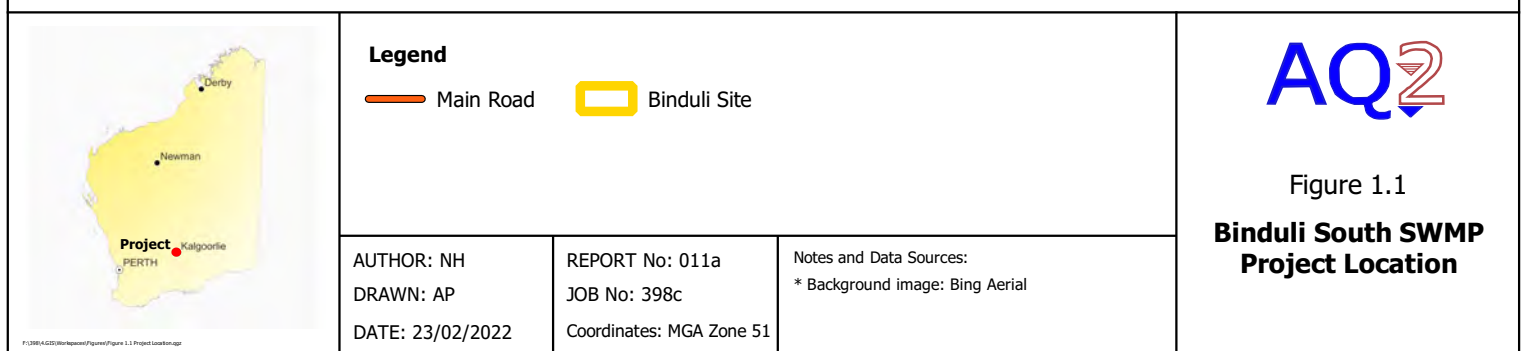 Derby
Newman
Project
Kalgoorlie
PERTH
F:\398\4.GIS\Workspaces\Figures\Figure 1.1 Project Location.qgz
Legend
Main Road
Binduli Site
AUTHOR: NH
DRAWN: AP
DATE: 23/02/2022
REPORT No: 011a
JOB No: 398c
Coordinates: MGA Zone 51
Notes and Data Sources:
* Background image: Bing Aerial
AQ2
Figure 1.1
Binduli South SWMP
Project Location